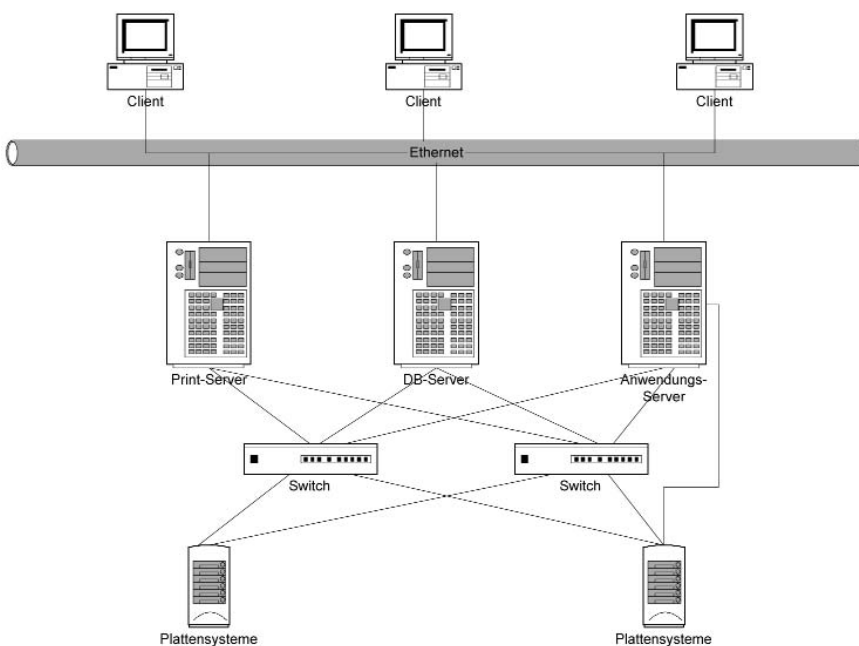 Client
Client
Client
Ethernet
Print-Server
DB-Server
Anwendungs-
Server
Switch
Switch
Plattensysteme
Plattensysteme